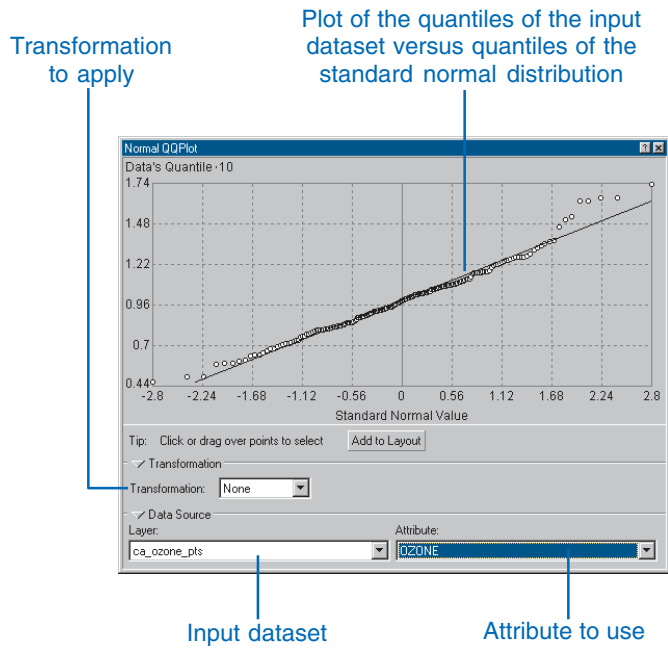 Transformation
to apply
Plot of the quantiles of the input
dataset versus quantiles of the
standard normal distribution
Normal QQPlot
Data's Quantile·10
1.74
1.48
1.22
0.96
0.7
0.44
-2.8 -2.24 -1.68 -1.12 -0.56 0 0.56 1.12 1.68 2.24 2.8
Standard Normal Value
Tip: Click or drag over points to select Add to Layout
Transformation
Transformation: None
Data Source
Layer: Attribute:
ca_ozone_pts OZONE
Input dataset Attribute to use